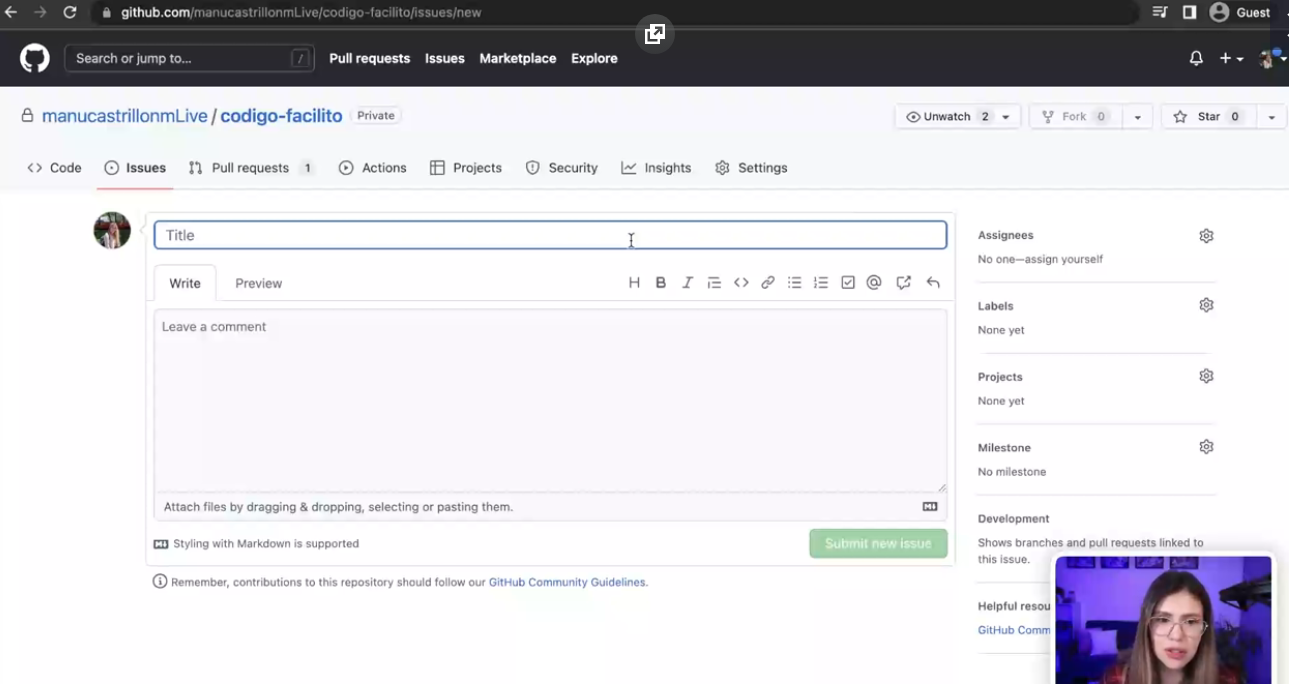 github.com/manucastrillonmLive/codigo-facilito/issues/new
Guest
Search or jump to... /
Pull requests Issues Marketplace Explore
manucastrillonmLive / codigo-facilito Private
Unwatch 2 Fork 0 Star 0
Code Issues Pull requests 1 Actions Projects Security Insights Settings
Title
Write Preview
H B I
Leave a comment
Attach files by dragging & dropping, selecting or pasting them.
Styling with Markdown is supported
Submit new issue
Remember, contributions to this repository should follow our GitHub Community Guidelines.
Assignees
No one—assign yourself
Labels
None yet
Projects
None yet
Milestone
No milestone
Development
Shows branches and pull requests linked to
this issue.
Helpful resou
GitHub Comm